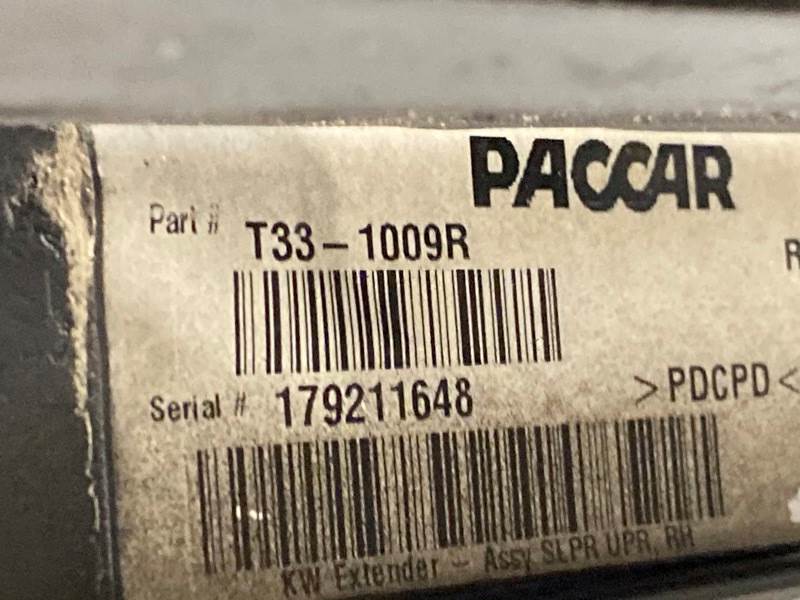 PACCAR
Part # T33-1009R
R
Serial # 179211648
>PDCPD<
KW Extender - Assy SLPR UPR, RH